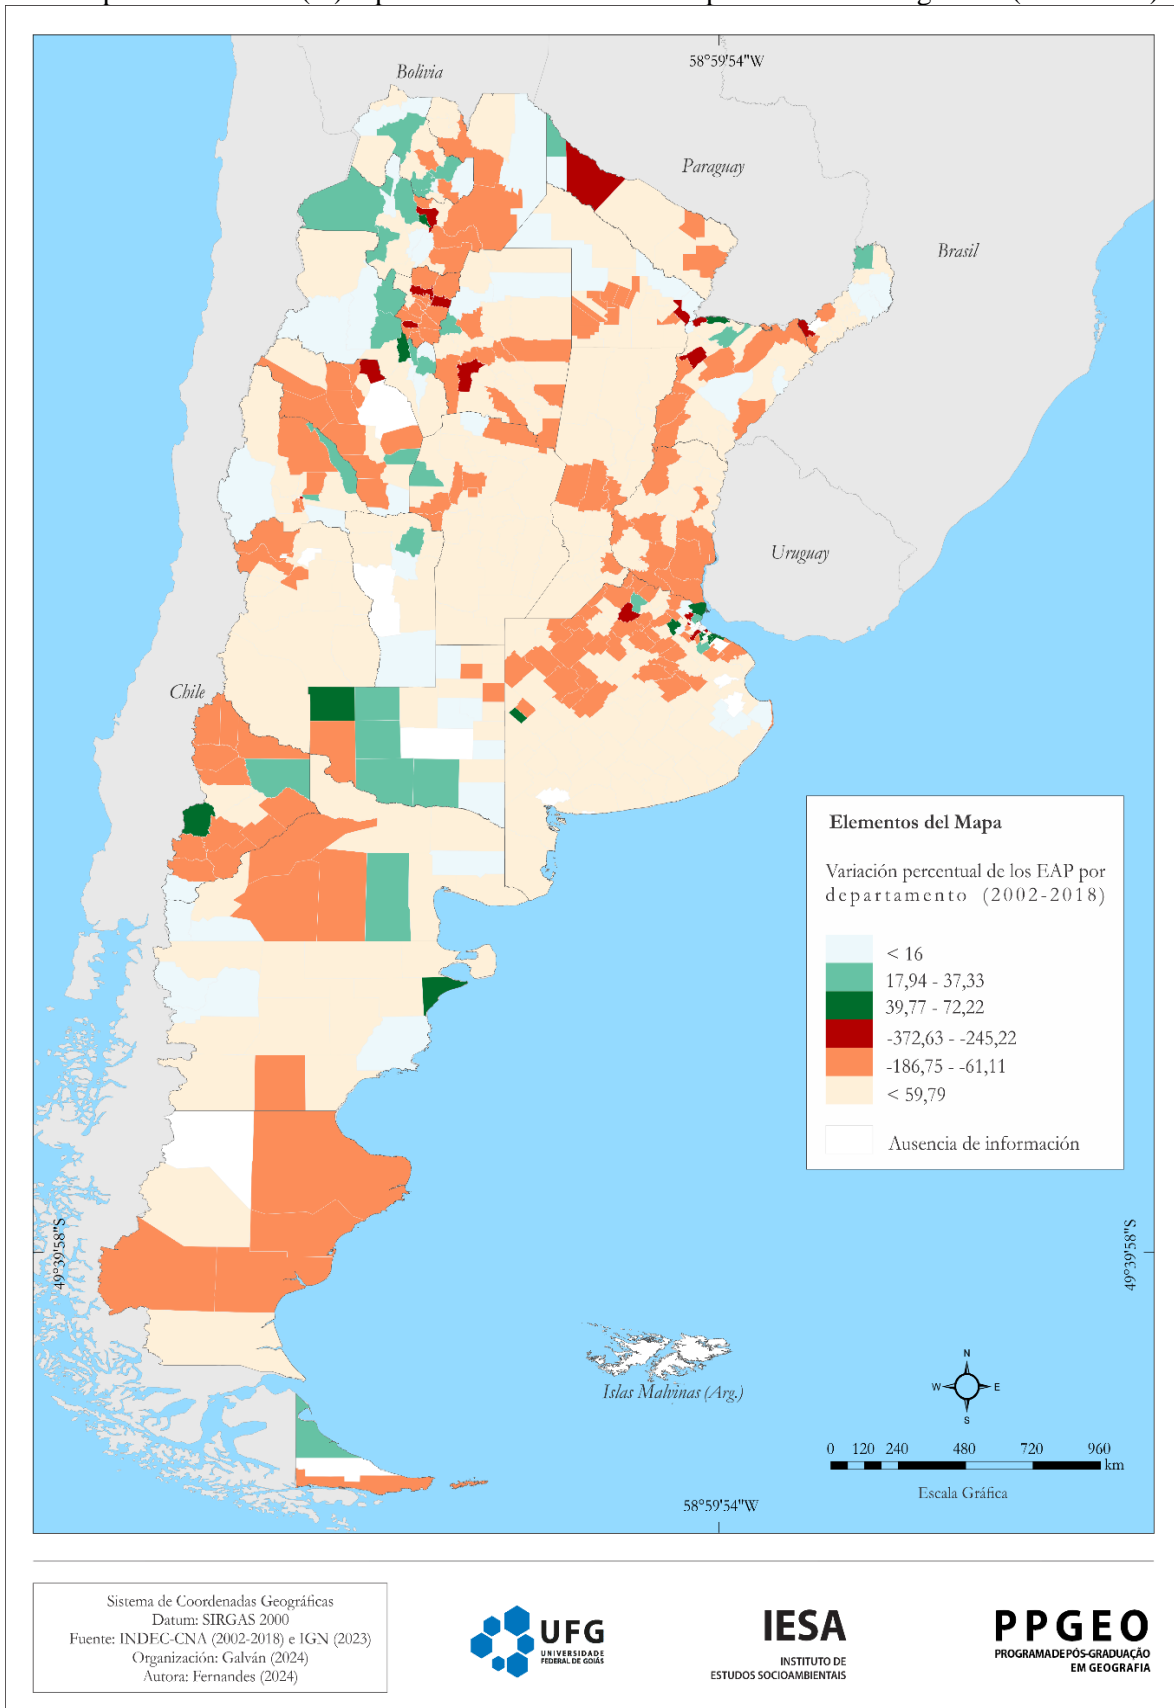 58°59'54"W
Bolivia
Paraguay
Brasil
Uruguay
Chile
Elementos del Mapa
Variación percentual de los EAP por
departamento (2002-2018)
< 16
17,94 - 37,33
39,77 - 72,22
-372,63 - -245,22
-186,75 - -61,11
< 59,79
Ausencia de información
49°39'58"S
49°39'58"S
Islas Malvinas (Arg.)
N
W
E
S
0 120 240 480 720 960
km
Escala Gráfica
58°59'54"W
Sistema de Coordenadas Geográficas
Datum: SIRGAS 2000
Fuente: INDEC-CNA (2002-2018) e IGN (2023)
Organización: Galván (2024)
Autora: Fernandes (2024)
UFG
UNIVERSIDADE
FEDERAL DE GOIÁS
IESA
INSTITUTO DE
ESTUDOS SOCIOAMBIENTAIS
PPGEO
PROGRAMA DE PÓS-GRADUAÇÃO
EM GEOGRAFIA